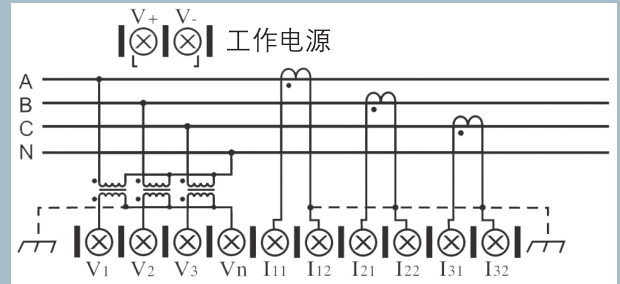 V+ V-
工作电源
A
B
C
N
V1 V2 V3 Vn I11 I12 I21 I22 I31 I32